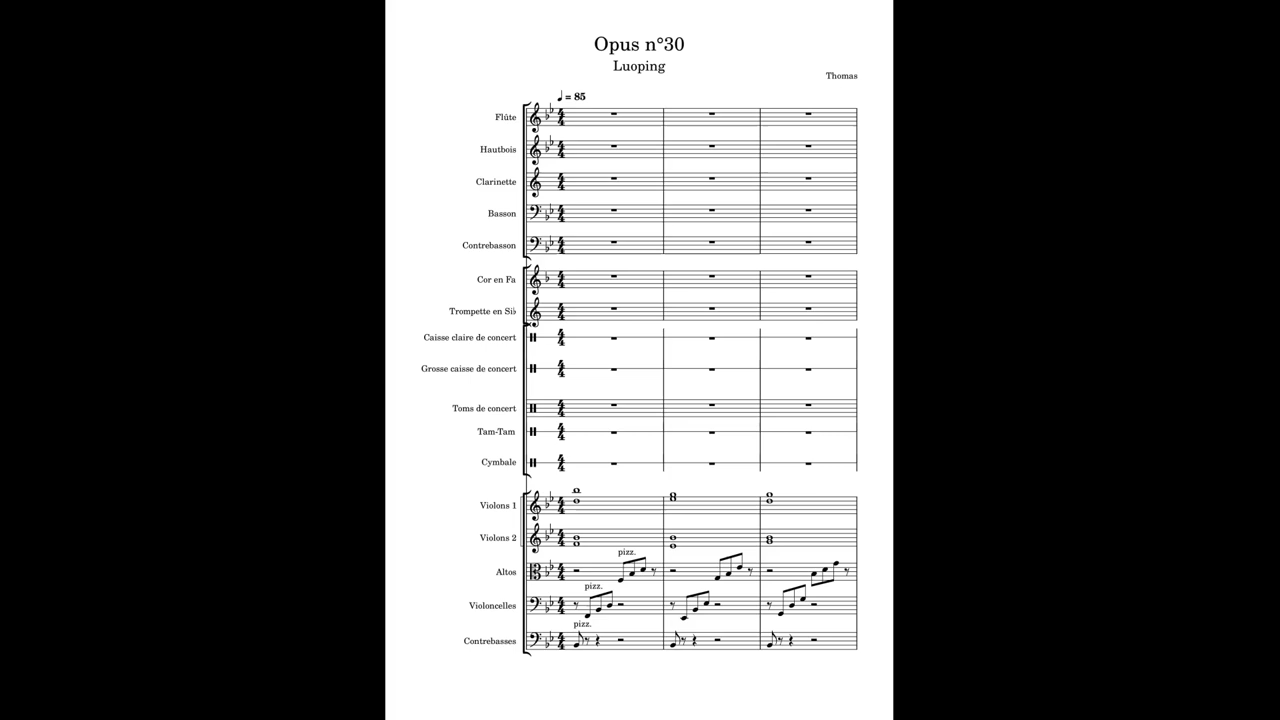 Opus n°30
Luoping
Thomas
♩ = 85
Flûte
Hautbois
Clarinette
Basson
Contrebasson
Cor en Fa
Trompette en Si♭
Caisse claire de concert
Grosse caisse de concert
Toms de concert
Tam-Tam
Cymbale
Violons 1
Violons 2
pizz.
Altos
pizz.
Violoncelles
pizz.
Contrebasses